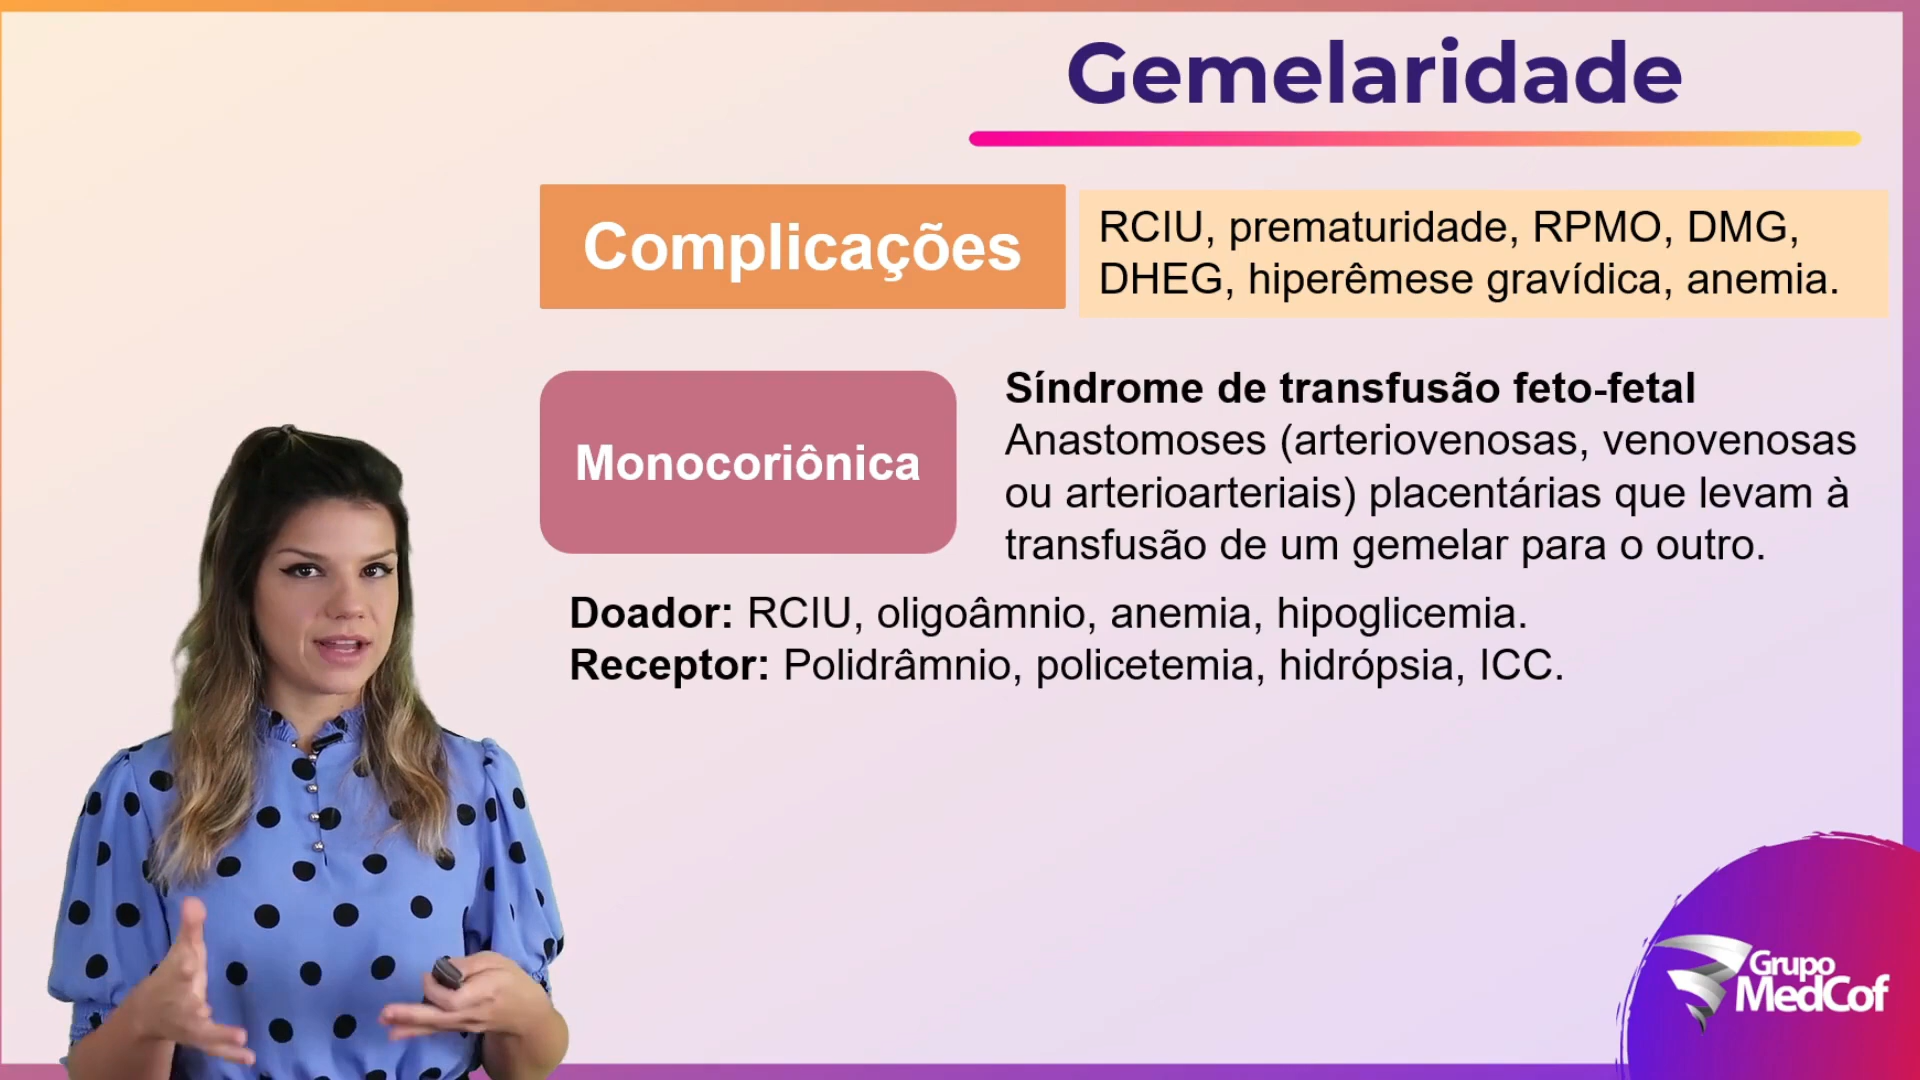 Gemelaridade
Complicações
RCIU, prematuridade, RPMO, DMG,
DHEG, hiperêmese gravídica, anemia.
Monocoriônica
Síndrome de transfusão feto-fetal
Anastomoses (arteriovenosas, venovenosas
ou arterioarteriais) placentárias que levam à
transfusão de um gemelar para o outro.
Doador: RCIU, oligoâmnio, anemia, hipoglicemia.
Receptor: Polidrâmnio, policetemia, hidrópsia, ICC.
Grupo
MedCof